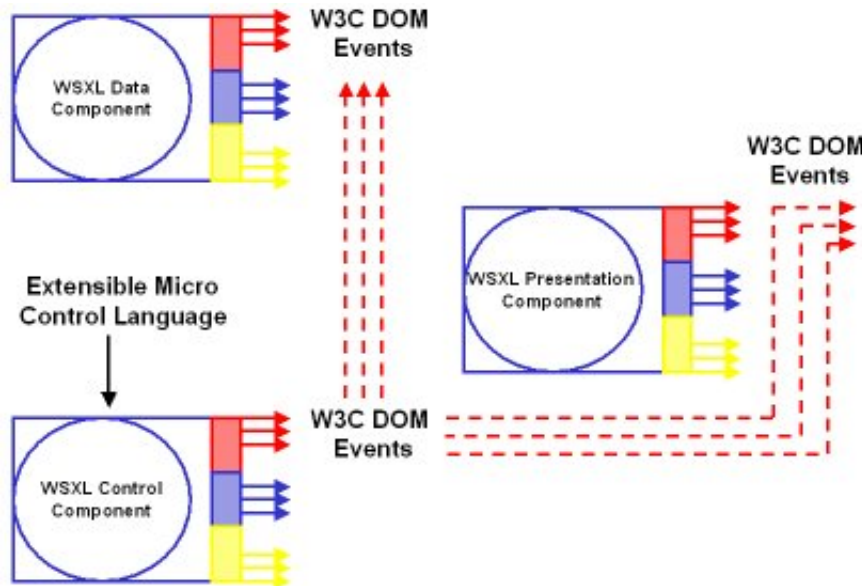 W3C DOM
Events
WSXL Data
Component
W3C DOM
Events
WSXL Presentation
Component
Extensible Micro
Control Language
W3C DOM
Events
WSXL Control
Component